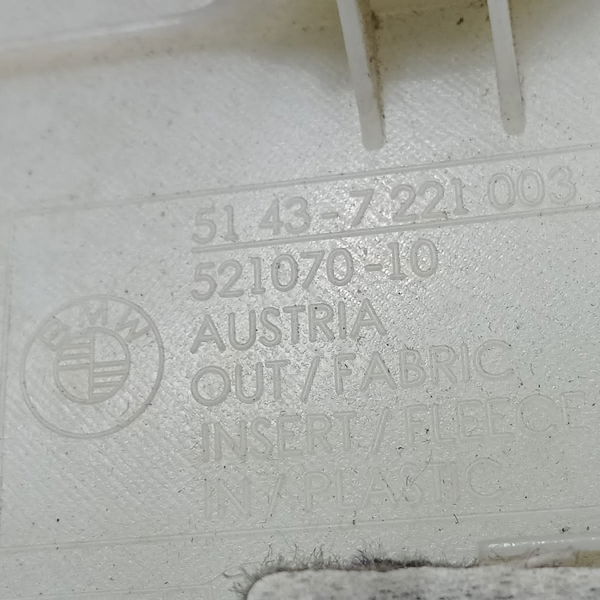 51 43-7 221 003
521070-10
BMW
AUSTRIA
OUT/FABRIC
INSERT/FLEECE
IN/PLASTIC